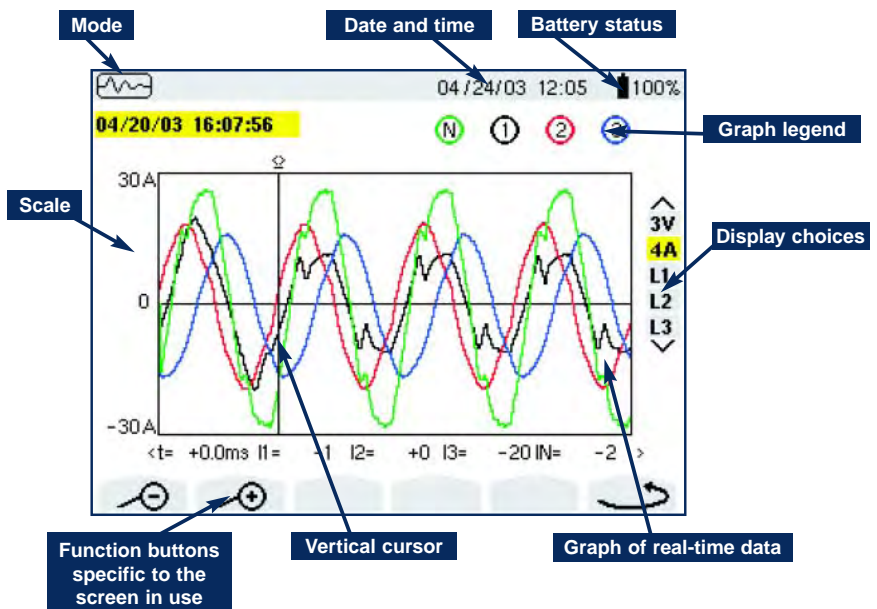 Mode
Date and time
Battery status
04/24/03 12:05 100%
04/20/03 16:07:56
N 1 2 3
Graph legend
30A
Scale
3V
4A
Display choices
L1
0
L2
L3
-30A
<t= +0.0ms I1= -1 I2= +0 I3= -20 IN= -2 >
Function buttons
specific to the
screen in use
Vertical cursor
Graph of real-time data